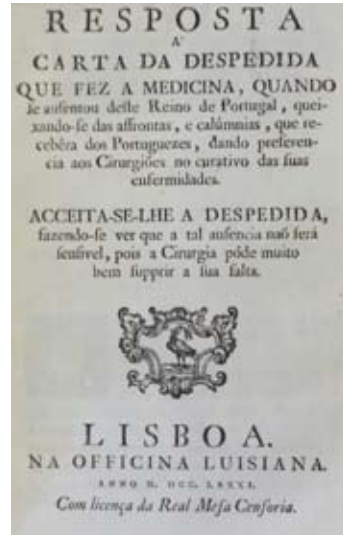 RESPOSTA
A'
CARTA DA DESPEDIDA
QUE FEZ A MEDICINA, QUANDO
ſe auſentou deſte Reino de Portugal, quei-
xando-ſe das affrontas, e calúmnias, que re-
cebêra dos Portuguezes, dando preferen-
cia aos Cirurgiões no curativo das ſuas
enfermidades.
ACCEITA-SE-LHE A DESPEDIDA,
fazendo-ſe ver que a tal auſencia naõ ſerá
ſenſivel, pois a Cirurgia póde muito
bem ſupprir a ſua falta.
LISBOA.
NA OFFICINA LUISIANA.
ANNO M. DCC. LXXXI.
Com licença da Real Meſa Cenſoria.